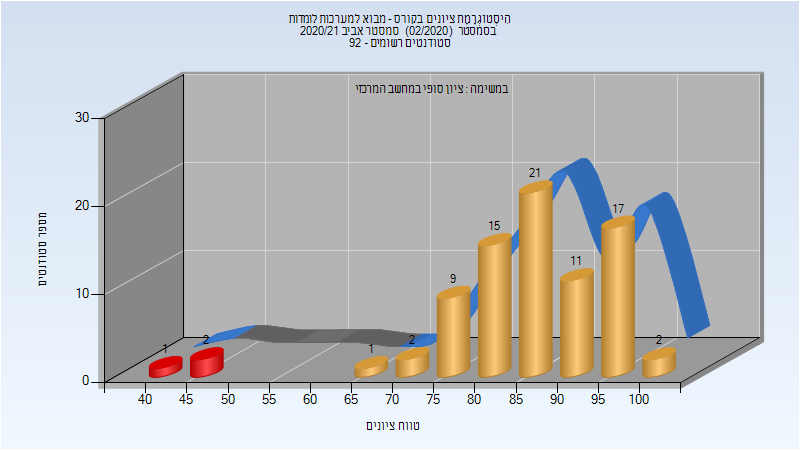 היסטוגרמת ציונים בקורס - מבוא למערכות לומדות
בסמסטר (02/2020) סמסטר אביב 2020/21
סטודנטים רשומים - 92
במשימה : ציון סופי במחשב המרכזי
מספר סטודנטים
30
20
10
0
1
2
1
2
9
15
21
11
17
2
40 45 50 55 60 65 70 75 80 85 90 95 100
טווח ציונים